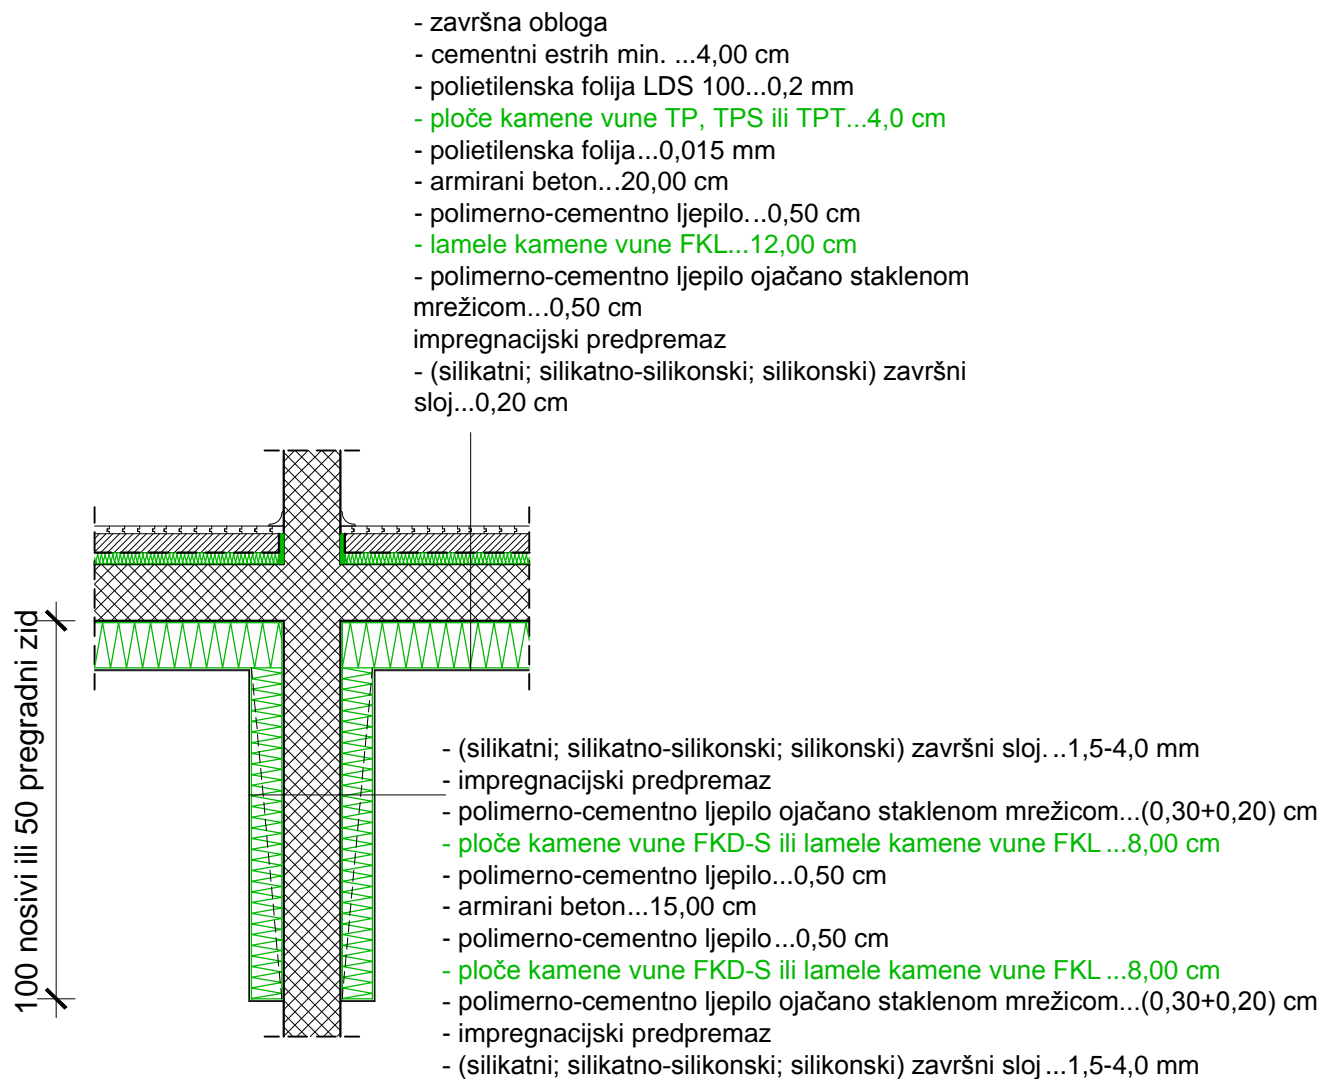 - završna obloga
- cementni estrih min. ...4,00 cm
- polietilenska folija LDS 100...0,2 mm
- ploče kamene vune TP, TPS ili TPT...4,0 cm
- polietilenska folija...0,015 mm
- armirani beton...20,00 cm
- polimerno-cementno ljepilo...0,50 cm
- lamele kamene vune FKL...12,00 cm
- polimerno-cementno ljepilo ojačano staklenom
mrežicom...0,50 cm
impregnacijski predpremaz
- (silikatni; silikatno-silikonski; silikonski) završni
sloj...0,20 cm
100 nosivi ili 50 pregradni zid
- (silikatni; silikatno-silikonski; silikonski) završni sloj...1,5-4,0 mm
- impregnacijski predpremaz
- polimerno-cementno ljepilo ojačano staklenom mrežicom...(0,30+0,20) cm
- ploče kamene vune FKD-S ili lamele kamene vune FKL ...8,00 cm
- polimerno-cementno ljepilo...0,50 cm
- armirani beton...15,00 cm
- polimerno-cementno ljepilo...0,50 cm
- ploče kamene vune FKD-S ili lamele kamene vune FKL ...8,00 cm
- polimerno-cementno ljepilo ojačano staklenom mrežicom...(0,30+0,20) cm
- impregnacijski predpremaz
- (silikatni; silikatno-silikonski; silikonski) završni sloj ...1,5-4,0 mm